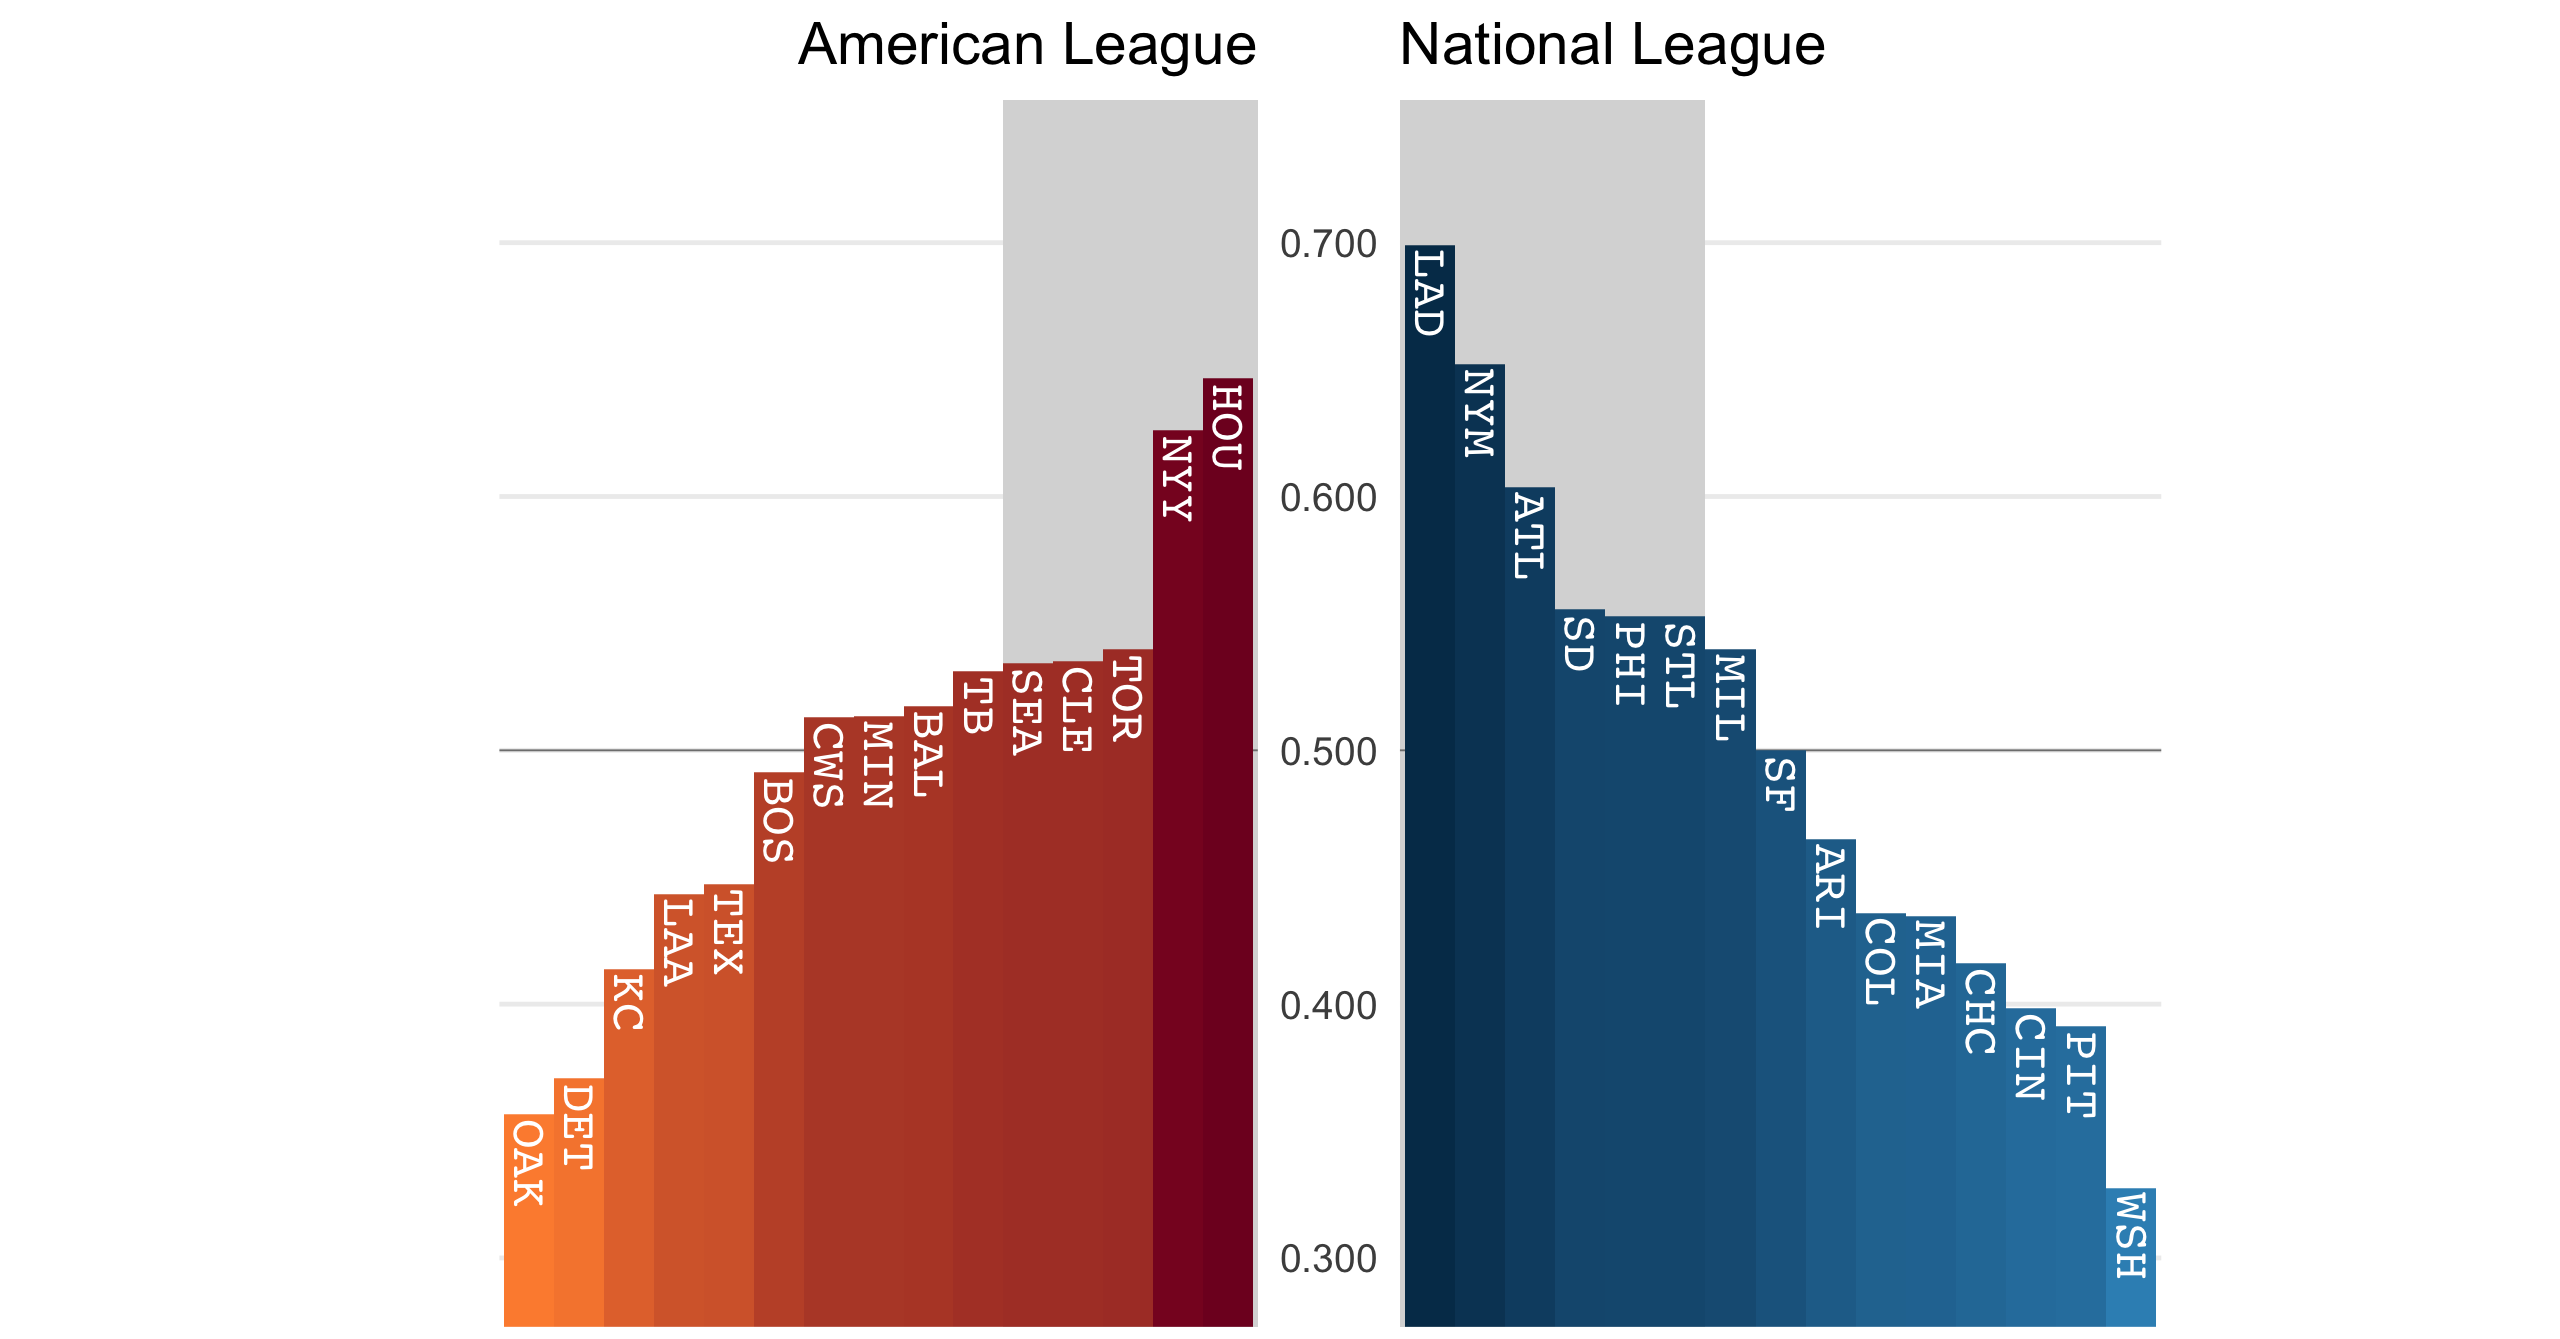 American League
National League
0.700
0.600
0.500
0.400
0.300
OAK
DET
KC
LAA
TEX
BOS
CWS
MIN
BAL
TB
SEA
CLE
TOR
NYY
HOU
LAD
NYM
ATL
SD
PHI
STL
MIL
SF
ARI
COL
MIA
CHC
CIN
PIT
WSH